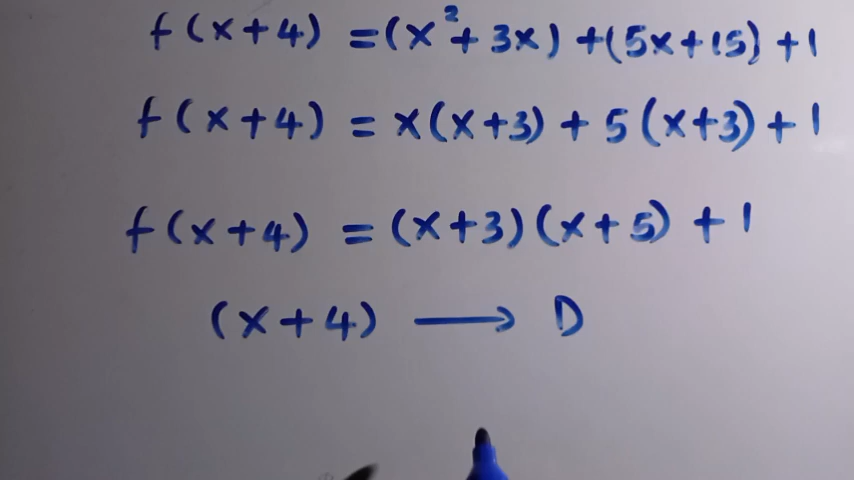 f(x+4) =(x²+3x)+(5x+15)+1
f(x+4) = x(x+3)+5(x+3)+1
f(x+4) =(x+3)(x+5)+1
(x+4) ⟶ D